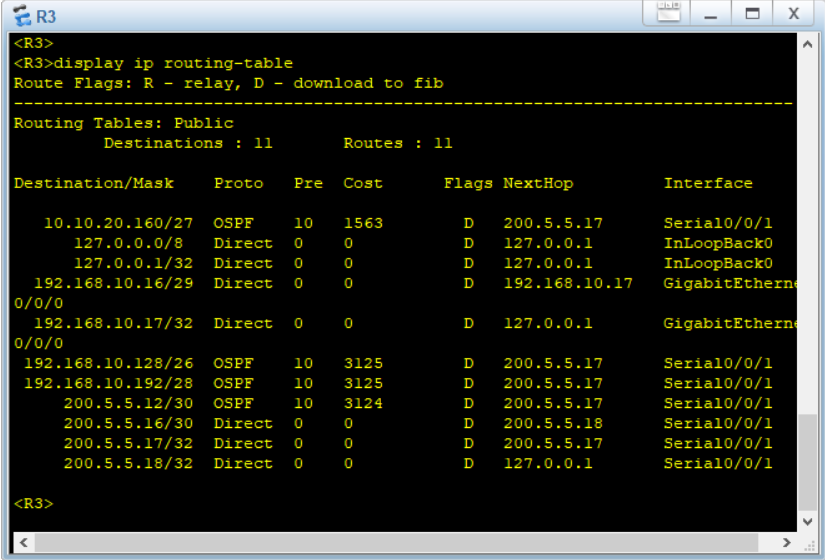 R3
<R3>
<R3>display ip routing-table
Route Flags: R - relay, D - download to fib
------------------------------------------------------------------------------
Routing Tables: Public
         Destinations : 11       Routes : 11

Destination/Mask    Proto   Pre  Cost      Flags NextHop         Interface

    10.10.20.160/27  OSPF    10   1563        D   200.5.5.17      Serial0/0/1
      127.0.0.0/8   Direct  0    0           D   127.0.0.1       InLoopBack0
      127.0.0.1/32  Direct  0    0           D   127.0.0.1       InLoopBack0
  192.168.10.16/29  Direct  0    0           D   192.168.10.17   GigabitEtherne
0/0/0
  192.168.10.17/32  Direct  0    0           D   127.0.0.1       GigabitEtherne
0/0/0
 192.168.10.128/26  OSPF    10   3125        D   200.5.5.17      Serial0/0/1
 192.168.10.192/28  OSPF    10   3125        D   200.5.5.17      Serial0/0/1
     200.5.5.12/30  OSPF    10   3124        D   200.5.5.17      Serial0/0/1
     200.5.5.16/30  Direct  0    0           D   200.5.5.18      Serial0/0/1
     200.5.5.17/32  Direct  0    0           D   200.5.5.17      Serial0/0/1
     200.5.5.18/32  Direct  0    0           D   127.0.0.1       Serial0/0/1

<R3>